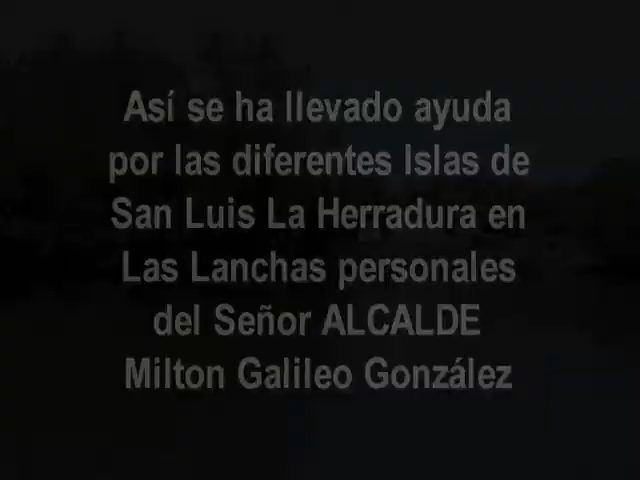 Así se ha llevado ayuda
por las diferentes Islas de
San Luis La Herradura en
Las Lanchas personales
del Señor ALCALDE
Milton Galileo González